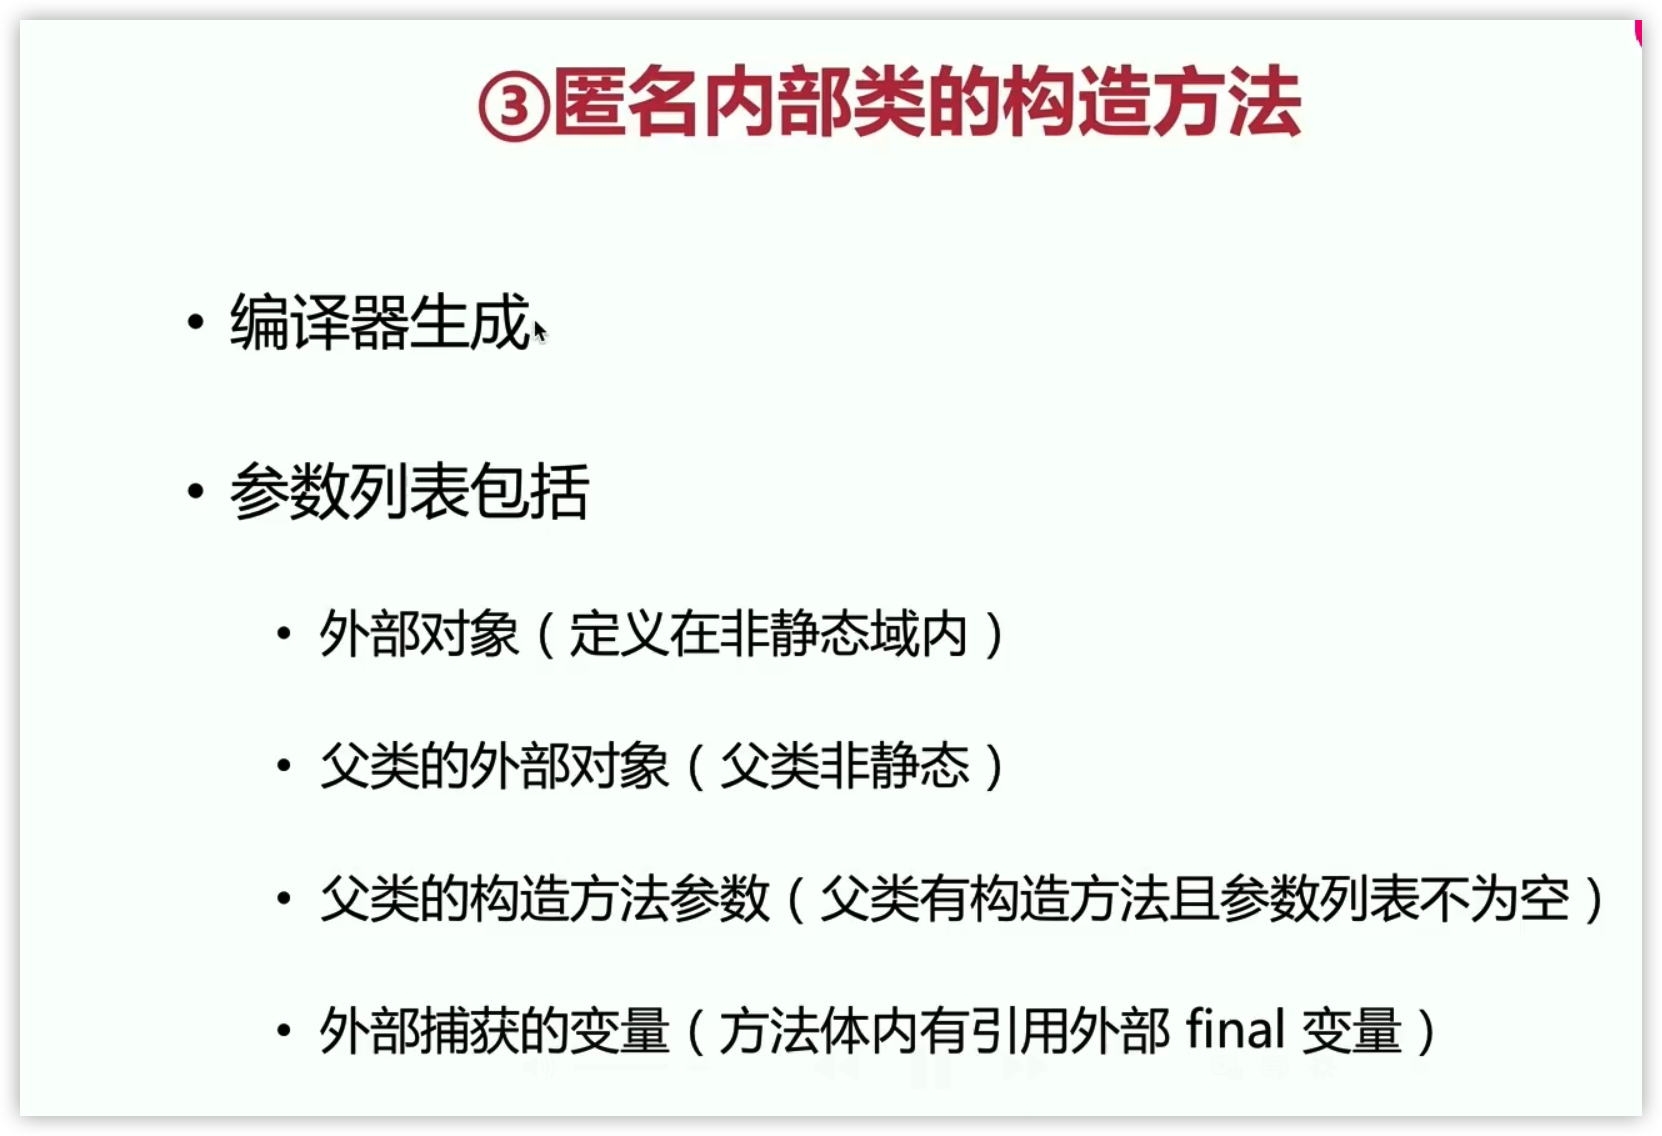 ③匿名内部类的构造方法
• 编译器生成
• 参数列表包括
• 外部对象（定义在非静态域内）
• 父类的外部对象（父类非静态）
• 父类的构造方法参数（父类有构造方法且参数列表不为空）
• 外部捕获的变量（方法体内有引用外部 final 变量）